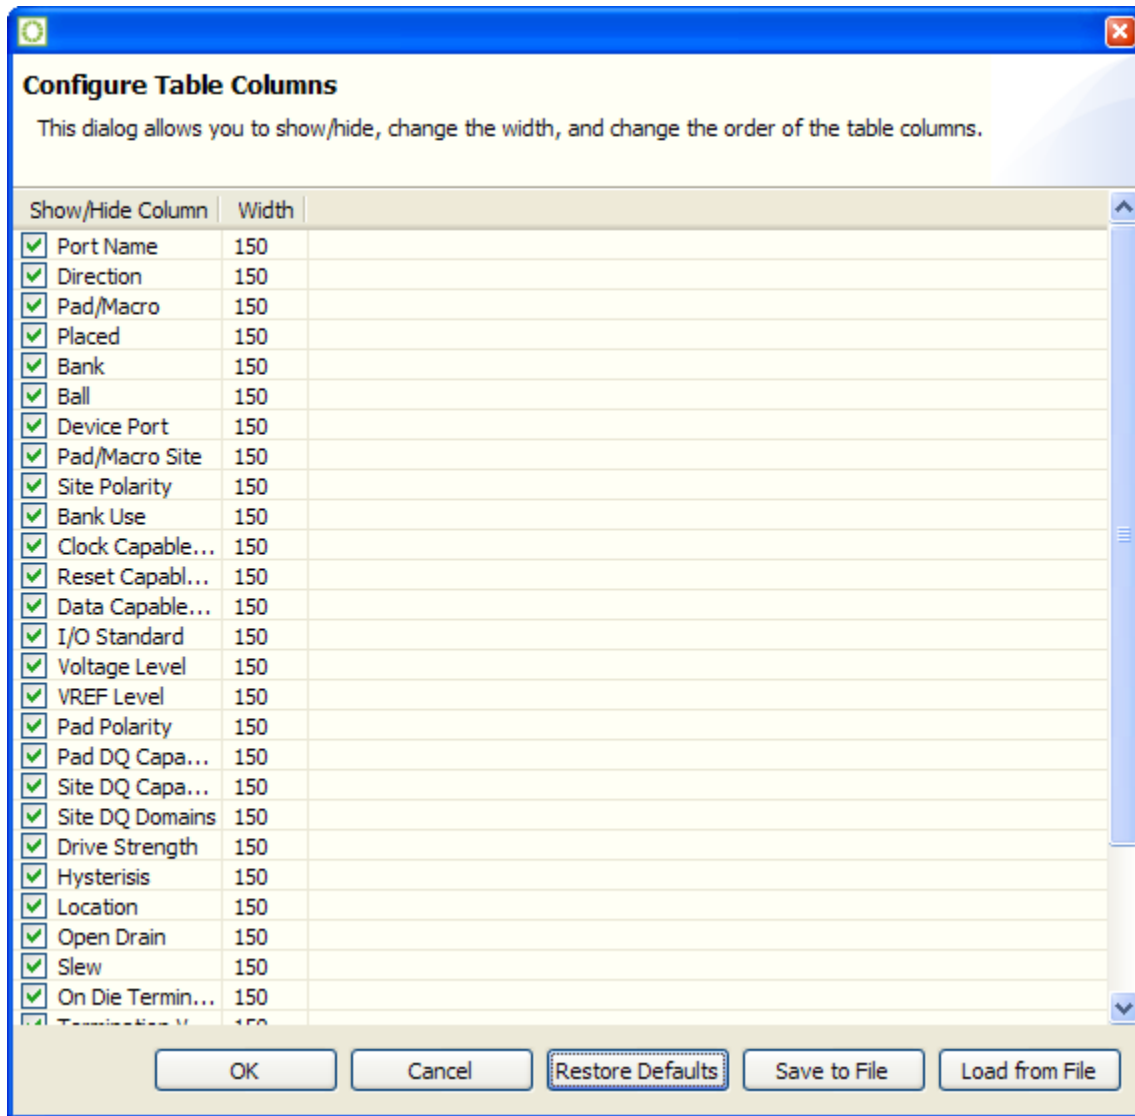 Configure Table Columns
This dialog allows you to show/hide, change the width, and change the order of the table columns.
Show/Hide Column Width
Port Name 150
Direction 150
Pad/Macro 150
Placed 150
Bank 150
Ball 150
Device Port 150
Pad/Macro Site 150
Site Polarity 150
Bank Use 150
Clock Capable... 150
Reset Capabl... 150
Data Capable... 150
I/O Standard 150
Voltage Level 150
VREF Level 150
Pad Polarity 150
Pad DQ Capa... 150
Site DQ Capa... 150
Site DQ Domains 150
Drive Strength 150
Hysterisis 150
Location 150
Open Drain 150
Slew 150
On Die Termin... 150
OK Cancel Restore Defaults Save to File Load from File